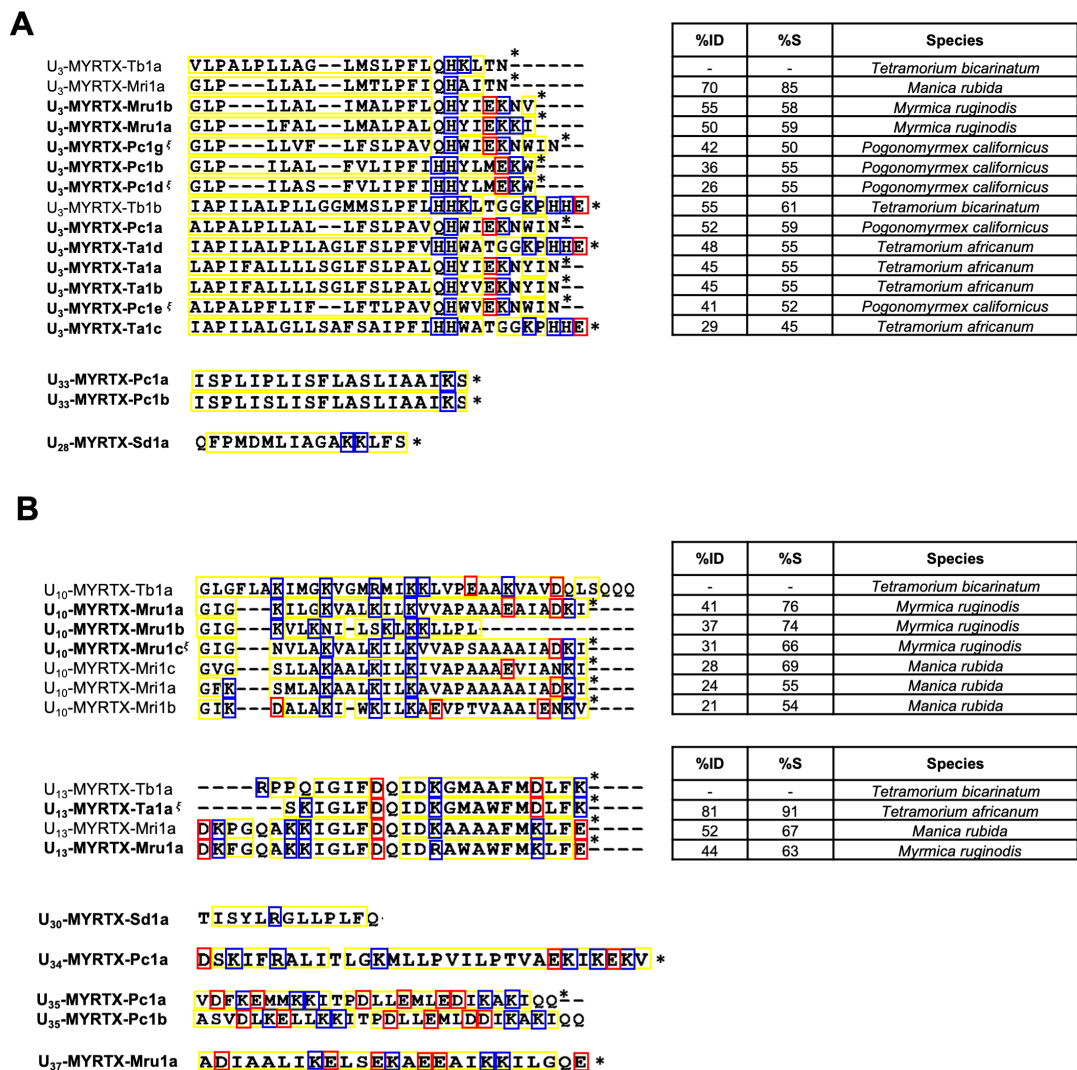 A
%ID %S Species
U₃-MYRTX-Tb1a VLPALPLLAG--LMSLPFLQHKLTN------ * - - Tetramorium bicarinatum
U₃-MYRTX-Mri1a GLP---LLAL--LMTLPFIQHAITN------ * 70 85 Manica rubida
U₃-MYRTX-Mru1b GLP---LLAL--IMALPFLQHYIEKNV---- * 55 58 Myrmica ruginodis
U₃-MYRTX-Mru1a GLP---LFAL--LMALPALQHYIEKKI---- * 50 59 Myrmica ruginodis
U₃-MYRTX-Pc1g ξ GLP---LLVF--LFSLPAVQHWIEKNWIN-- * 42 50 Pogonomyrmex californicus
U₃-MYRTX-Pc1b GLP---ILAL--FVLIPFIHHYLMEKW---- * 36 55 Pogonomyrmex californicus
U₃-MYRTX-Pc1d ξ GLP---ILAS--FVLIPFIHHYLMEKW---- * 26 55 Pogonomyrmex californicus
U₃-MYRTX-Tb1b IAPILALPLLGGMMSLPFLHHKLTGGKPHHE * 55 61 Tetramorium bicarinatum
U₃-MYRTX-Pc1a ALPALPLLAL--LFSLPAVQHWIEKNWIN-- * 52 59 Pogonomyrmex californicus
U₃-MYRTX-Ta1d IAPILALPLLAGLFSLPFVHHWATGGKPHHE * 48 55 Tetramorium africanum
U₃-MYRTX-Ta1a LAPIFALLLLSGLFSLPALQHYIEKNYIN-- * 45 55 Tetramorium africanum
U₃-MYRTX-Ta1b LAPIFALLLLSGLFSLPALQHYVEKNYIN-- * 45 55 Tetramorium africanum
U₃-MYRTX-Pc1e ξ ALPALPFLIF--LFTLPAVQHWVEKNWIN-- * 41 52 Pogonomyrmex californicus
U₃-MYRTX-Ta1c IAPILALGLLSAFSAIPFIHHWATGGKPHHE * 29 45 Tetramorium africanum
U₃₃-MYRTX-Pc1a ISPLIPLISFLASLIAAIKS *
U₃₃-MYRTX-Pc1b ISPLISLISFLASLIAAIKS *
U₂₈-MYRTX-Sd1a QFPMDMLIAGAKKLFS *
B
%ID %S Species
U₁₀-MYRTX-Tb1a GLGFLAKIMGKVGMRMIKKLVPEAAKVAVDQLSQQQ - - Tetramorium bicarinatum
U₁₀-MYRTX-Mru1a GIG---KILGKVALKILKVVAPAAAEAIADKI---- * 41 76 Myrmica ruginodis
U₁₀-MYRTX-Mru1b GIG---KVLKNI-LSKLKKLLPL------------- 37 74 Myrmica ruginodis
U₁₀-MYRTX-Mru1c ξ GIG---NVLAKVALKILKVVAPSAAAAIADKI---- * 31 66 Myrmica ruginodis
U₁₀-MYRTX-Mri1c GVG---SLLAKAALKILKVVAPAAAEVIANKI---- * 28 69 Manica rubida
U₁₀-MYRTX-Mri1a GFK---SMLAKAALKILKAVAPAAAAAIADKI---- * 24 55 Manica rubida
U₁₀-MYRTX-Mri1b GIK---DALAKI-WKILKAEVPTVAAAIENKV---- * 21 54 Manica rubida
%ID %S Species
U₁₃-MYRTX-Tb1a ----RPPQIGIFDQIDKGMAAFMDLFK---- * - - Tetramorium bicarinatum
U₁₃-MYRTX-Ta1a ξ ------SKIGLFDQIDKGMAWFMDLFK---- * 81 91 Tetramorium africanum
U₁₃-MYRTX-Mri1a DKPGQAKKIGLFDQIDKAAAAFMKLFE---- * 52 67 Manica rubida
U₁₃-MYRTX-Mru1a DKFGQAKKIGLFDQIDRAWAWFMKLFE---- * 44 63 Myrmica ruginodis
U₃₀-MYRTX-Sd1a TISYLRGLLPLFQ
U₃₄-MYRTX-Pc1a DSKIFRALITLGKMLLPVILPTVAEKIKEKV *
U₃₅-MYRTX-Pc1a VDFKEMMKKITPDLLEMLEDIKAKIQQ-- *
U₃₅-MYRTX-Pc1b ASVDLKELLKKITPDLLEMLDDIKAKIQQ
U₃₇-MYRTX-Mru1a ADIAALIKELSEKAEEAIKKILGQE *